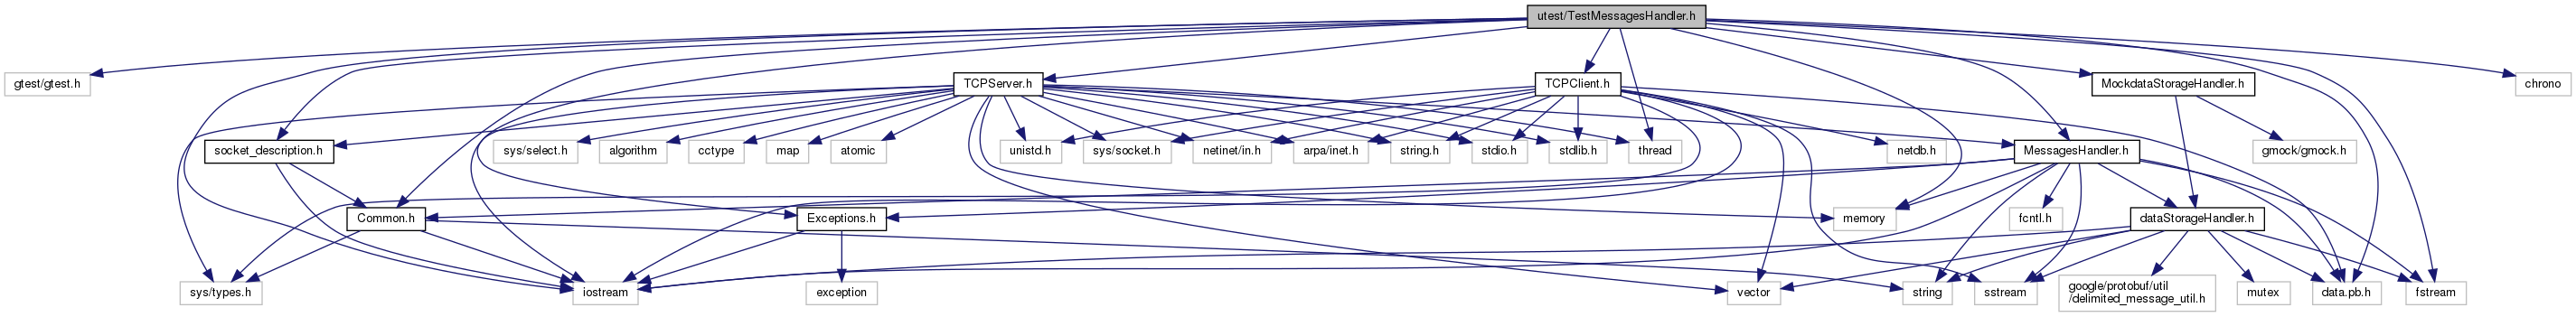 utest/TestMessagesHandler.h
gtest/gtest.h
TCPServer.h
TCPClient.h
MockdataStorageHandler.h
chrono
socket_description.h
sys/select.h
algorithm
cctype
map
atomic
unistd.h
sys/socket.h
netinet/in.h
arpa/inet.h
string.h
stdio.h
stdlib.h
thread
netdb.h
MessagesHandler.h
gmock/gmock.h
Common.h
Exceptions.h
memory
fcntl.h
dataStorageHandler.h
sys/types.h
iostream
exception
vector
string
sstream
google/protobuf/util
/delimited_message_util.h
mutex
data.pb.h
fstream